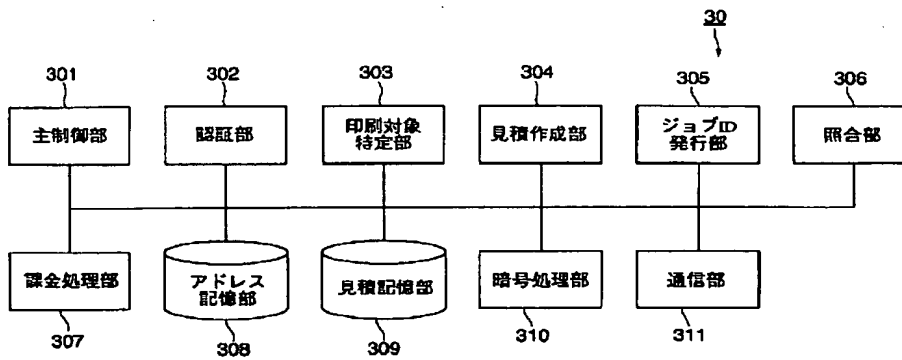 30
301
302
303
304
305
306
主制御部
認証部
印刷対象
特定部
見積作成部
ジョブID
発行部
照合部
課金処理部
アドレス
記憶部
見積記憶部
暗号処理部
通信部
307
308
309
310
311